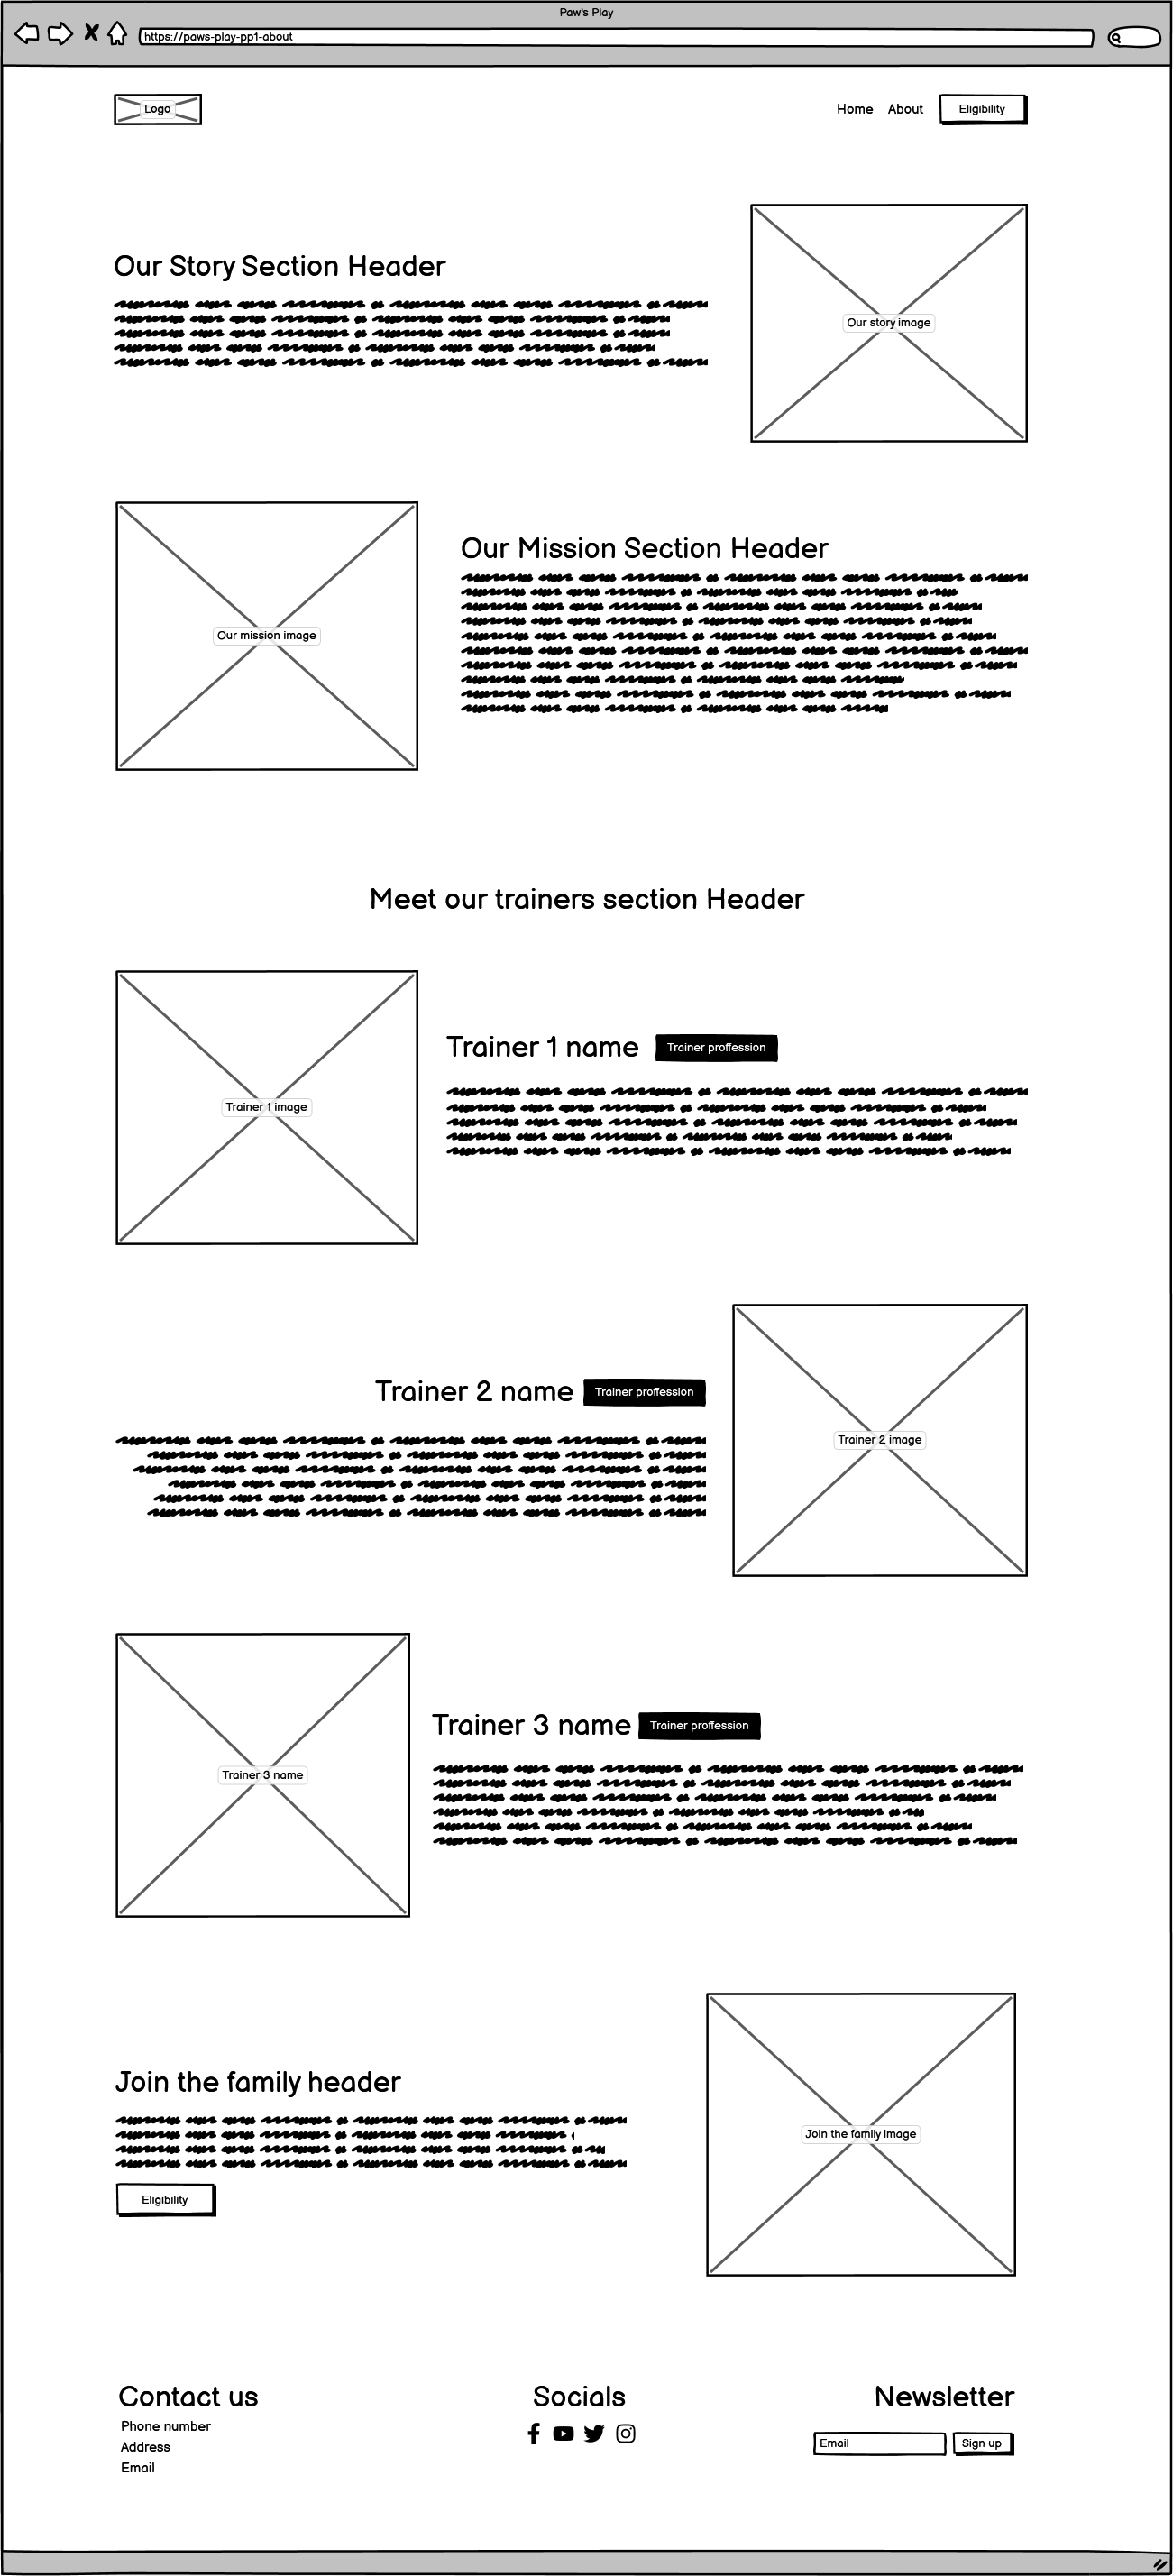 Paw's Play
https://paws-play-pp1-about
Logo
Home About Eligibility
Our Story Section Header
Our story image
Our mission image
Our Mission Section Header
Meet our trainers section Header
Trainer 1 image
Trainer 1 name Trainer proffession
Trainer 2 name Trainer proffession
Trainer 2 image
Trainer 3 name
Trainer 3 name Trainer proffession
Join the family header
Join the family image
Eligibility
Contact us
Phone number
Address
Email
Socials
Newsletter
Email Sign up